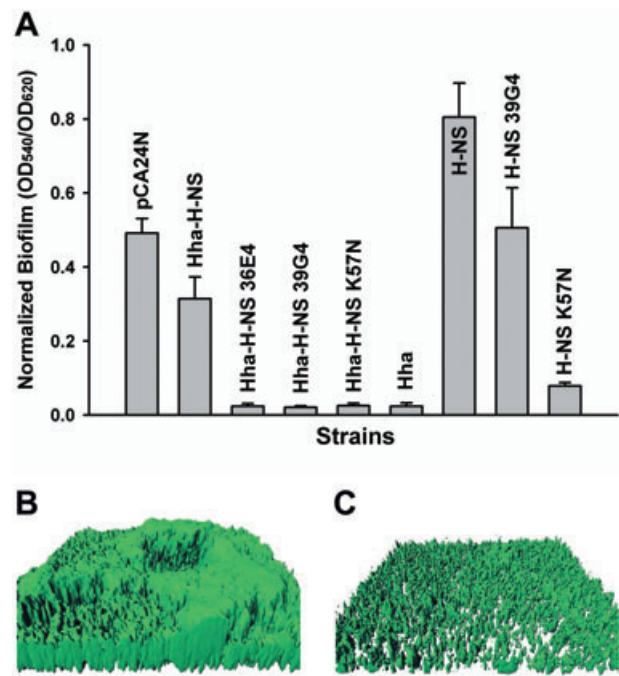 A
Normalized Biofilm (OD540/OD620)
1.0
0.8
0.6
0.4
0.2
0.0
pCA24N
Hha-H-NS
Hha-H-NS 36E4
Hha-H-NS 39G4
Hha-H-NS K57N
Hha
H-NS
H-NS 39G4
H-NS K57N
Strains
B
C